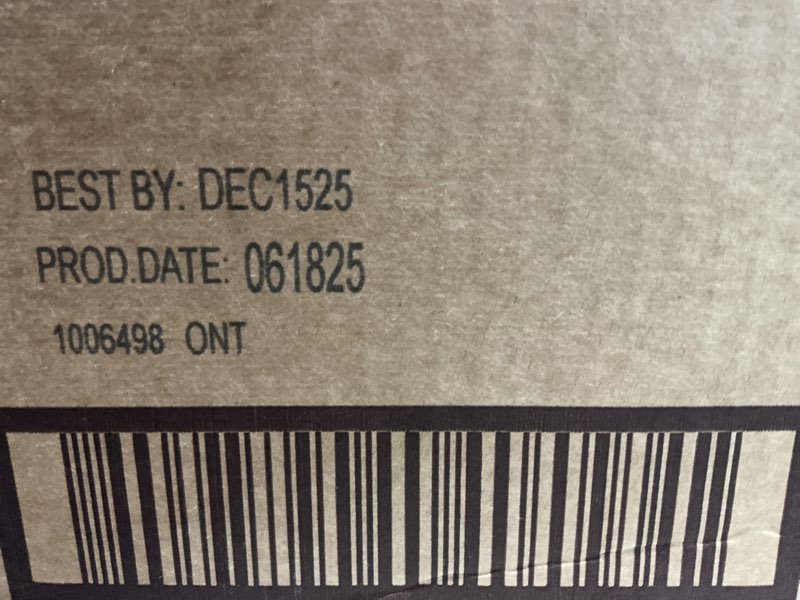 BEST BY: DEC1525
PROD.DATE: 061825
1006498 ONT